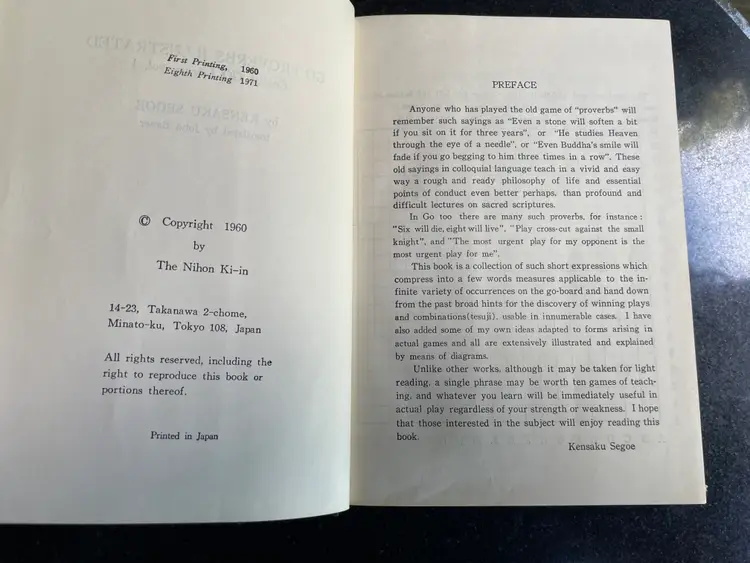 First Printing, 1960
Eighth Printing 1971
© Copyright 1960
by
The Nihon Ki-in
14-23, Takanawa 2-chome,
Minato-ku, Tokyo 108, Japan
All rights reserved, including the
right to reproduce this book or
portions thereof.
Printed in Japan
PREFACE
Anyone who has played the old game of "proverbs" will
remember such sayings as "Even a stone will soften a bit
if you sit on it for three years", or "He studies Heaven
through the eye of a needle", or "Even Buddha's smile will
fade if you go begging to him three times in a row". These
old sayings in colloquial language teach in a vivid and easy
way a rough and ready philosophy of life and essential
points of conduct even better perhaps. than profound and
difficult lectures on sacred scriptures.
In Go too there are many such proverbs, for instance:
"Six will die, eight will live", "Play cross-cut against the small
knight", and "The most urgent play for my opponent is the
most urgent play for me".
This book is a collection of such short expressions which
compress into a few words measures applicable to the in-
finite variety of occurrences on the go-board and hand down
from the past broad hints for the discovery of winning plays
and combinations(tesuji), usable in innumerable cases. I have
also added some of my own ideas adapted to forms arising in
actual games and all are extensively illustrated and explained
by means of diagrams.
Unlike other works, although it may be taken for light
reading, a single phrase may be worth ten games of teach-
ing, and whatever you learn will be immediately useful in
actual play regardless of your strength or weakness. I hope
that those interested in the subject will enjoy reading this
book.
Kensaku Segoe